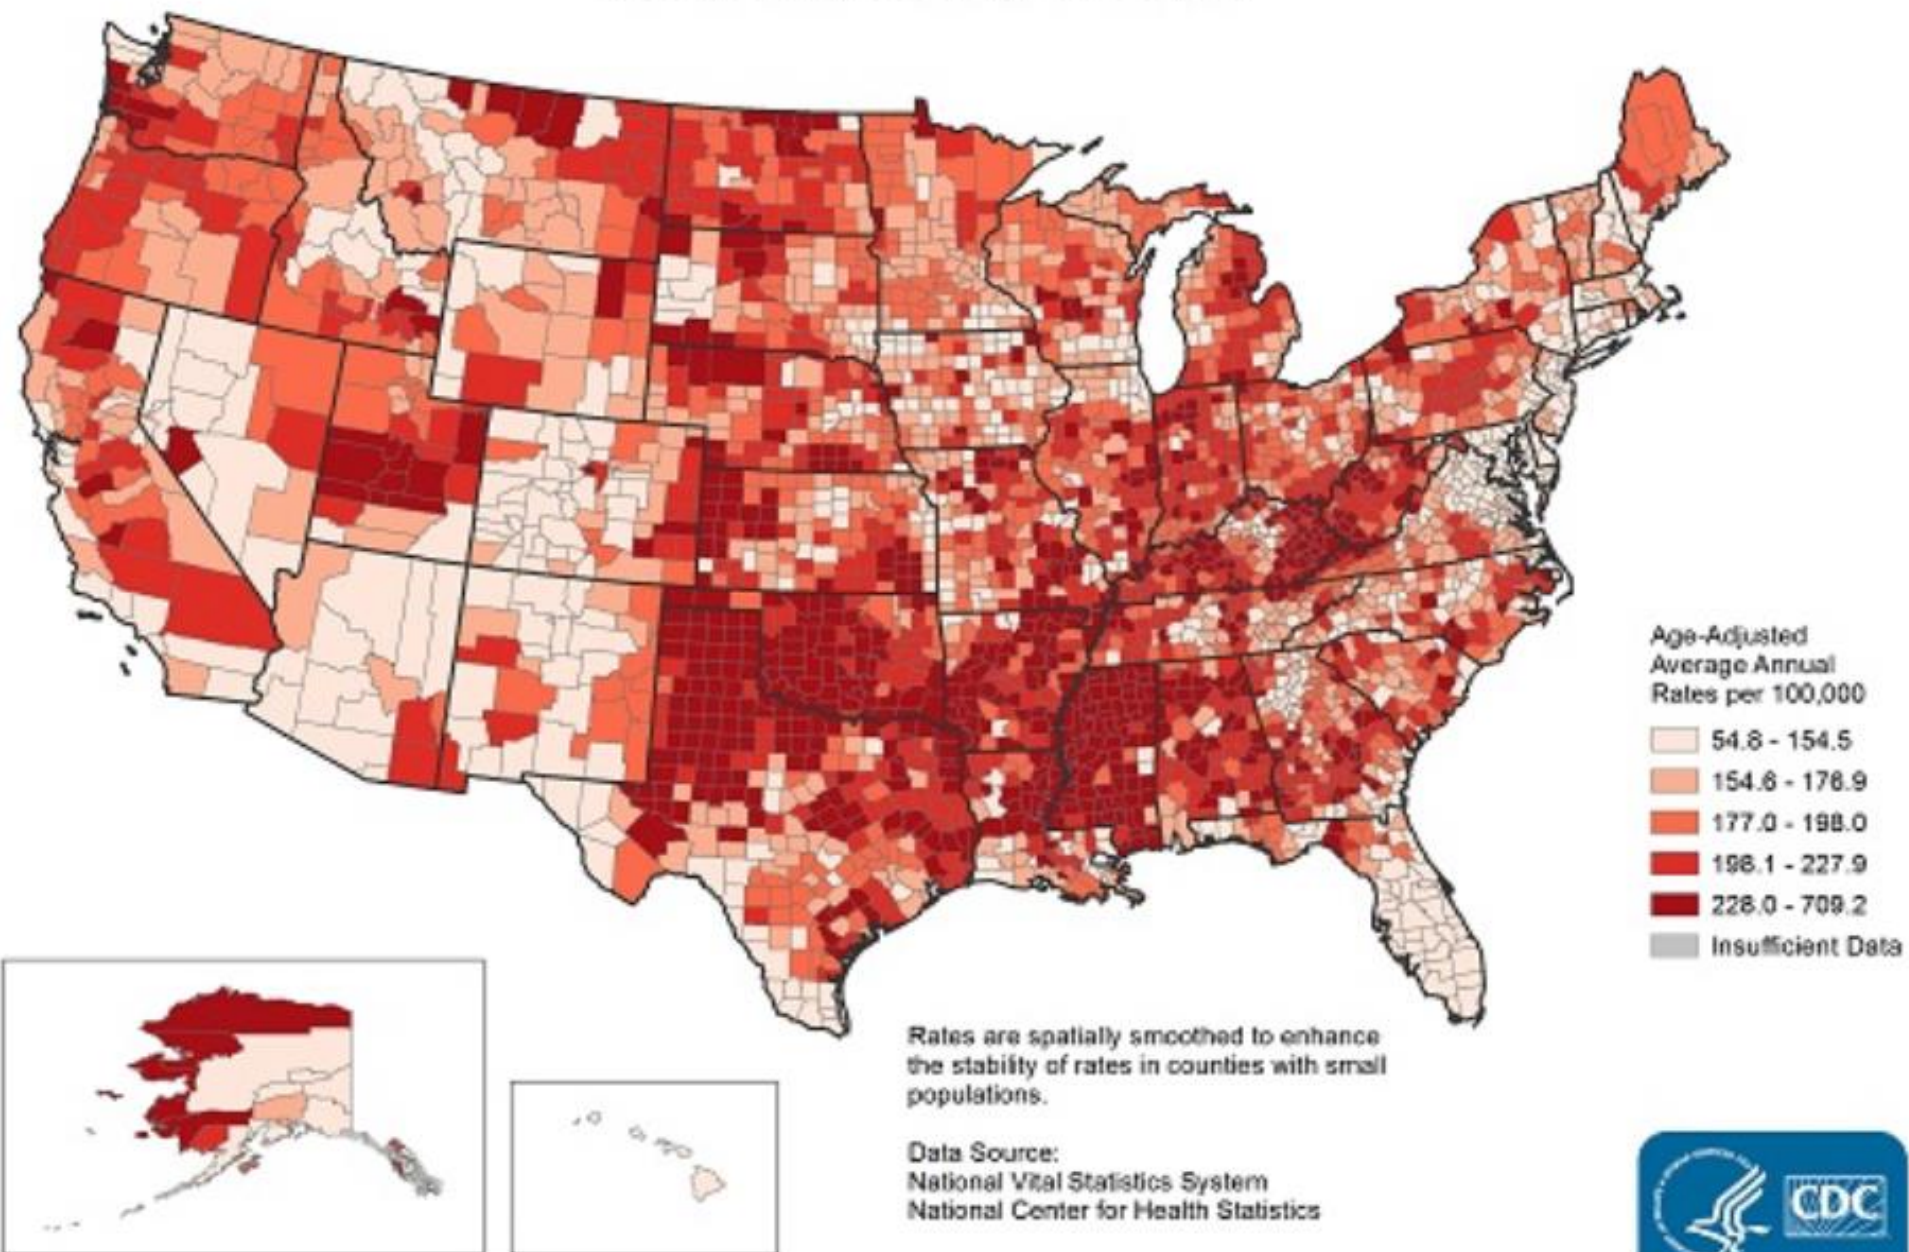 Age-Adjusted
Average Annual
Rates per 100,000
54.8 - 154.5
154.6 - 176.9
177.0 - 198.0
198.1 - 227.9
228.0 - 709.2
Insufficient Data
Rates are spatially smoothed to enhance
the stability of rates in counties with small
populations.
Data Source:
National Vital Statistics System
National Center for Health Statistics
CDC